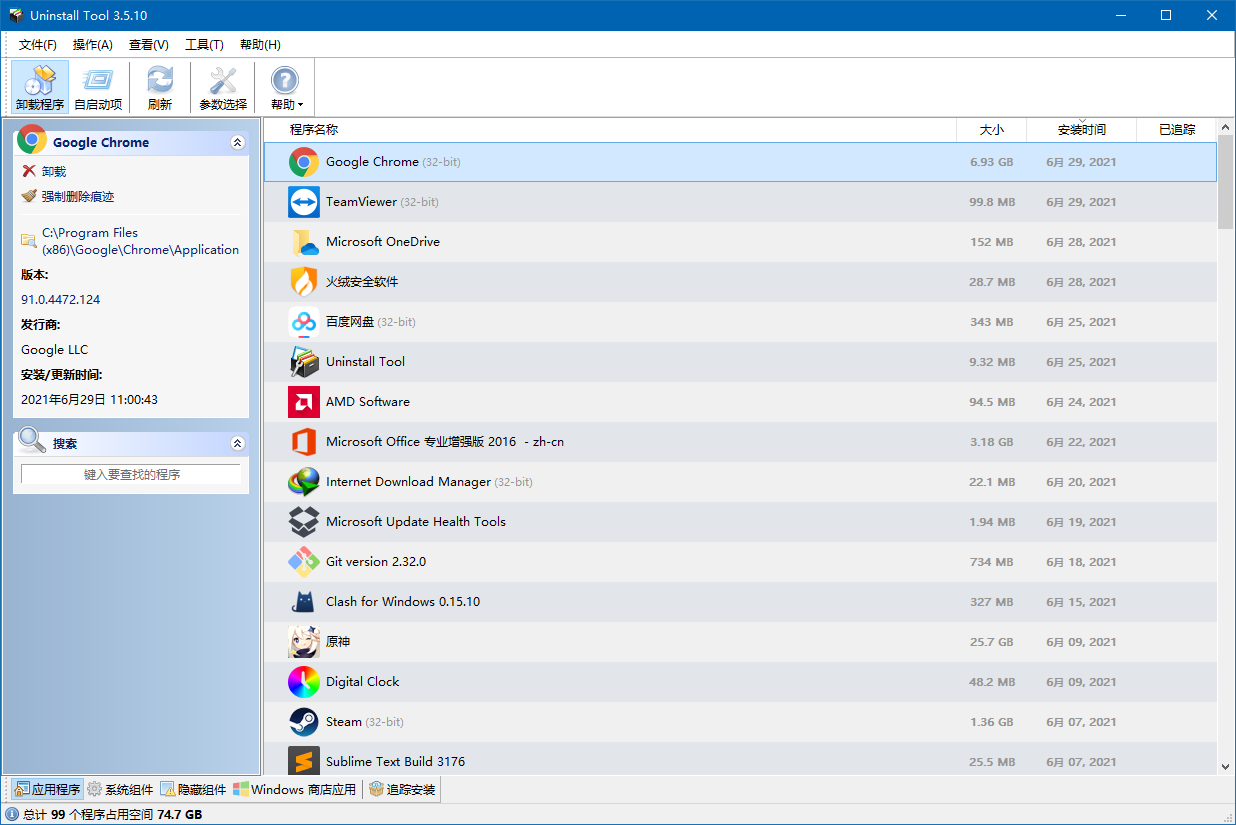 Uninstall Tool 3.5.10
文件(F) 操作(A) 查看(V) 工具(T) 帮助(H)
卸载程序 自启动项 刷新 参数选择 帮助
Google Chrome
卸载
强制删除痕迹
C:\Program Files
(x86)\Google\Chrome\Application
版本:
91.0.4472.124
发行商:
Google LLC
安装/更新时间:
2021年6月29日 11:00:43
搜索
键入要查找的程序
程序名称 大小 安装时间 已追踪
Google Chrome (32-bit) 6.93 GB 6月 29, 2021
TeamViewer (32-bit) 99.8 MB 6月 29, 2021
Microsoft OneDrive 152 MB 6月 28, 2021
火绒安全软件 28.7 MB 6月 28, 2021
百度网盘 (32-bit) 343 MB 6月 25, 2021
Uninstall Tool 9.32 MB 6月 25, 2021
AMD Software 94.5 MB 6月 24, 2021
Microsoft Office 专业增强版 2016 - zh-cn 3.18 GB 6月 22, 2021
Internet Download Manager (32-bit) 22.1 MB 6月 20, 2021
Microsoft Update Health Tools 1.94 MB 6月 19, 2021
Git version 2.32.0 734 MB 6月 18, 2021
Clash for Windows 0.15.10 327 MB 6月 15, 2021
原神 25.7 GB 6月 09, 2021
Digital Clock 48.2 MB 6月 09, 2021
Steam (32-bit) 1.36 GB 6月 07, 2021
Sublime Text Build 3176 25.5 MB 6月 07, 2021
应用程序 系统组件 隐藏组件 Windows 商店应用 追踪安装
总计 99 个程序占用空间 74.7 GB